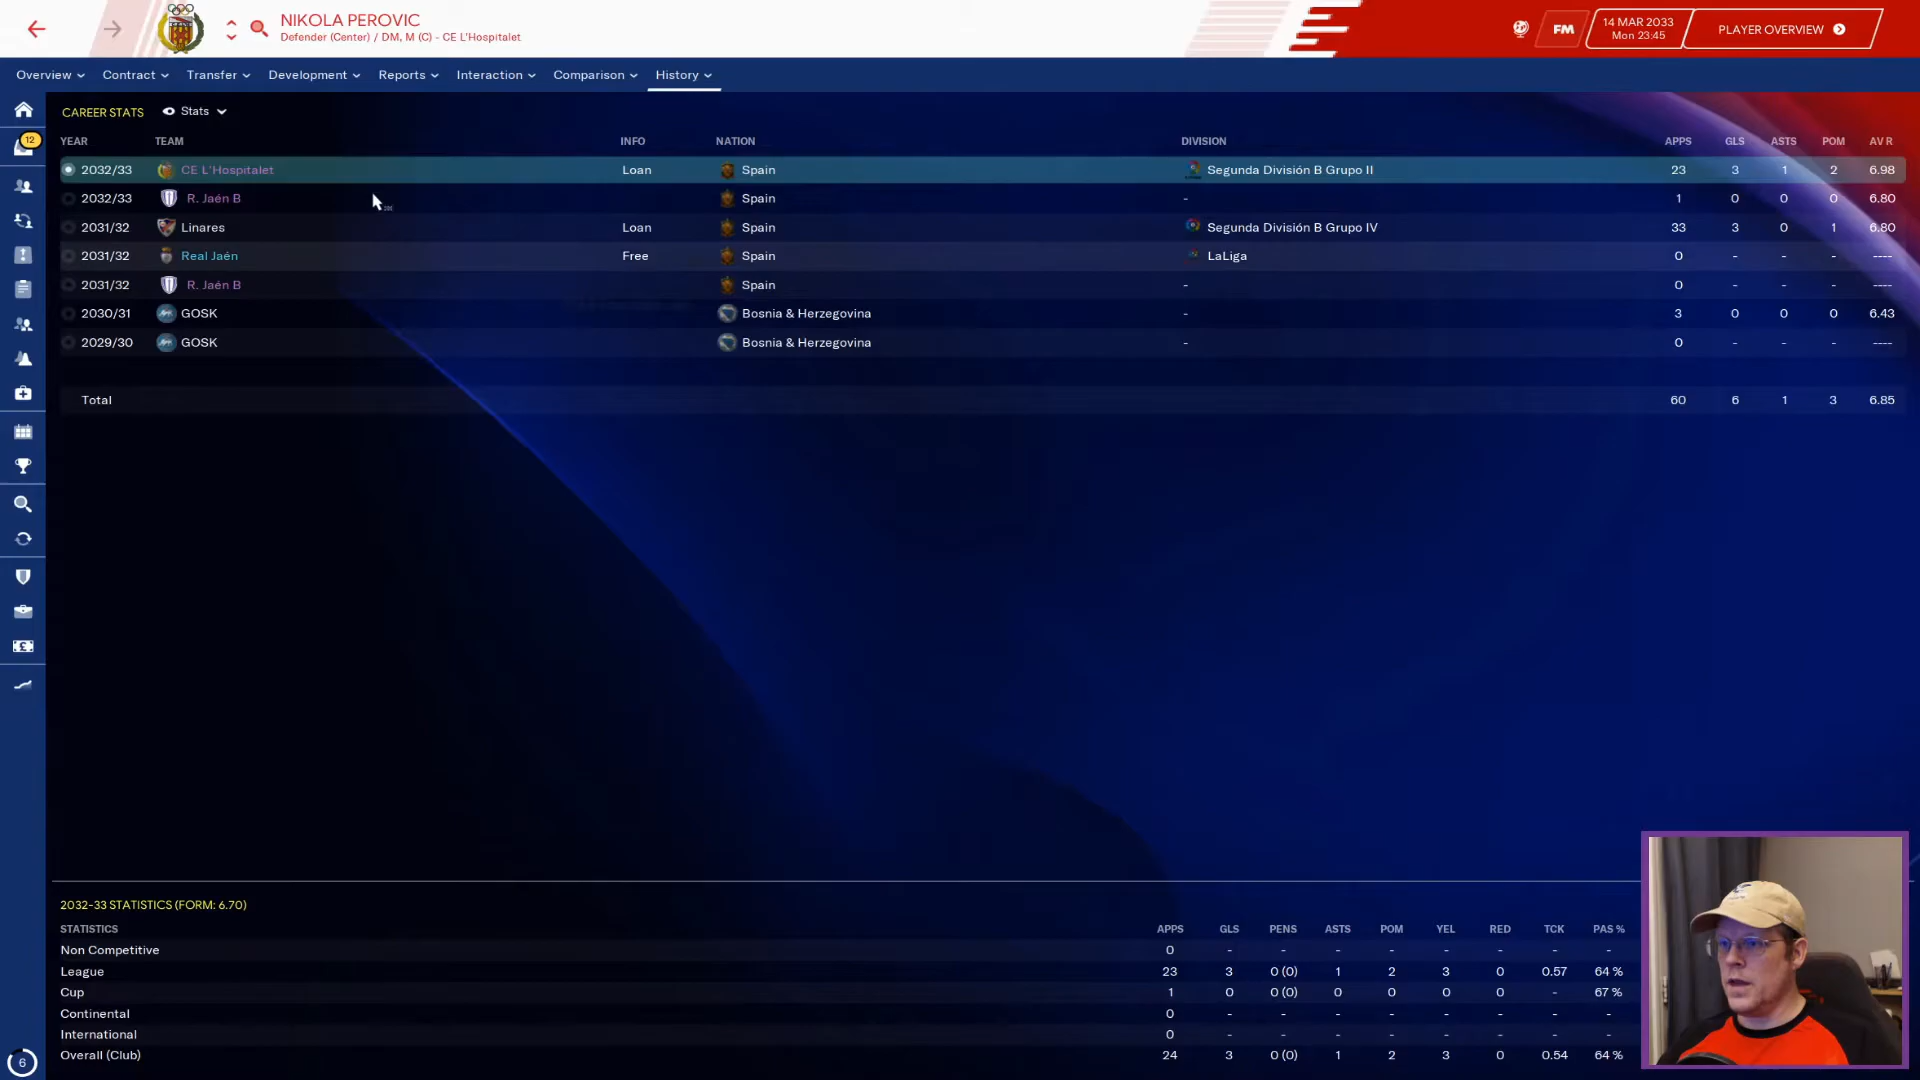 NIKOLA PEROVIC
Defender (Center) / DM, M (C) - CE L'Hospitalet
FM
14 MAR 2033
Mon 23:45
PLAYER OVERVIEW
Overview Contract Transfer Development Reports Interaction Comparison History
12
CAREER STATS Stats
YEAR TEAM INFO NATION DIVISION APPS GLS ASTS POM AV R
2032/33 CE L'Hospitalet Loan Spain Segunda División B Grupo II 23 3 1 2 6.98
2032/33 R. Jaén B Spain - 1 0 0 0 6.80
2031/32 Linares Loan Spain Segunda División B Grupo IV 33 3 0 1 6.80
2031/32 Real Jaén Free Spain LaLiga 0 - - - ----
2031/32 R. Jaén B Spain - 0 - - - ----
2030/31 GOSK Bosnia & Herzegovina - 3 0 0 0 6.43
2029/30 GOSK Bosnia & Herzegovina - 0 - - - ----
Total 60 6 1 3 6.85
2032-33 STATISTICS (FORM: 6.70)
STATISTICS APPS GLS PENS ASTS POM YEL RED TCK PAS %
Non Competitive 0 - - - - - - - -
League 23 3 0 (0) 1 2 3 0 0.57 64 %
Cup 1 0 0 (0) 0 0 0 0 - 67 %
Continental 0 - - - - - - - -
International 0 - - - - - - - -
Overall (Club) 24 3 0 (0) 1 2 3 0 0.54 64 %
6